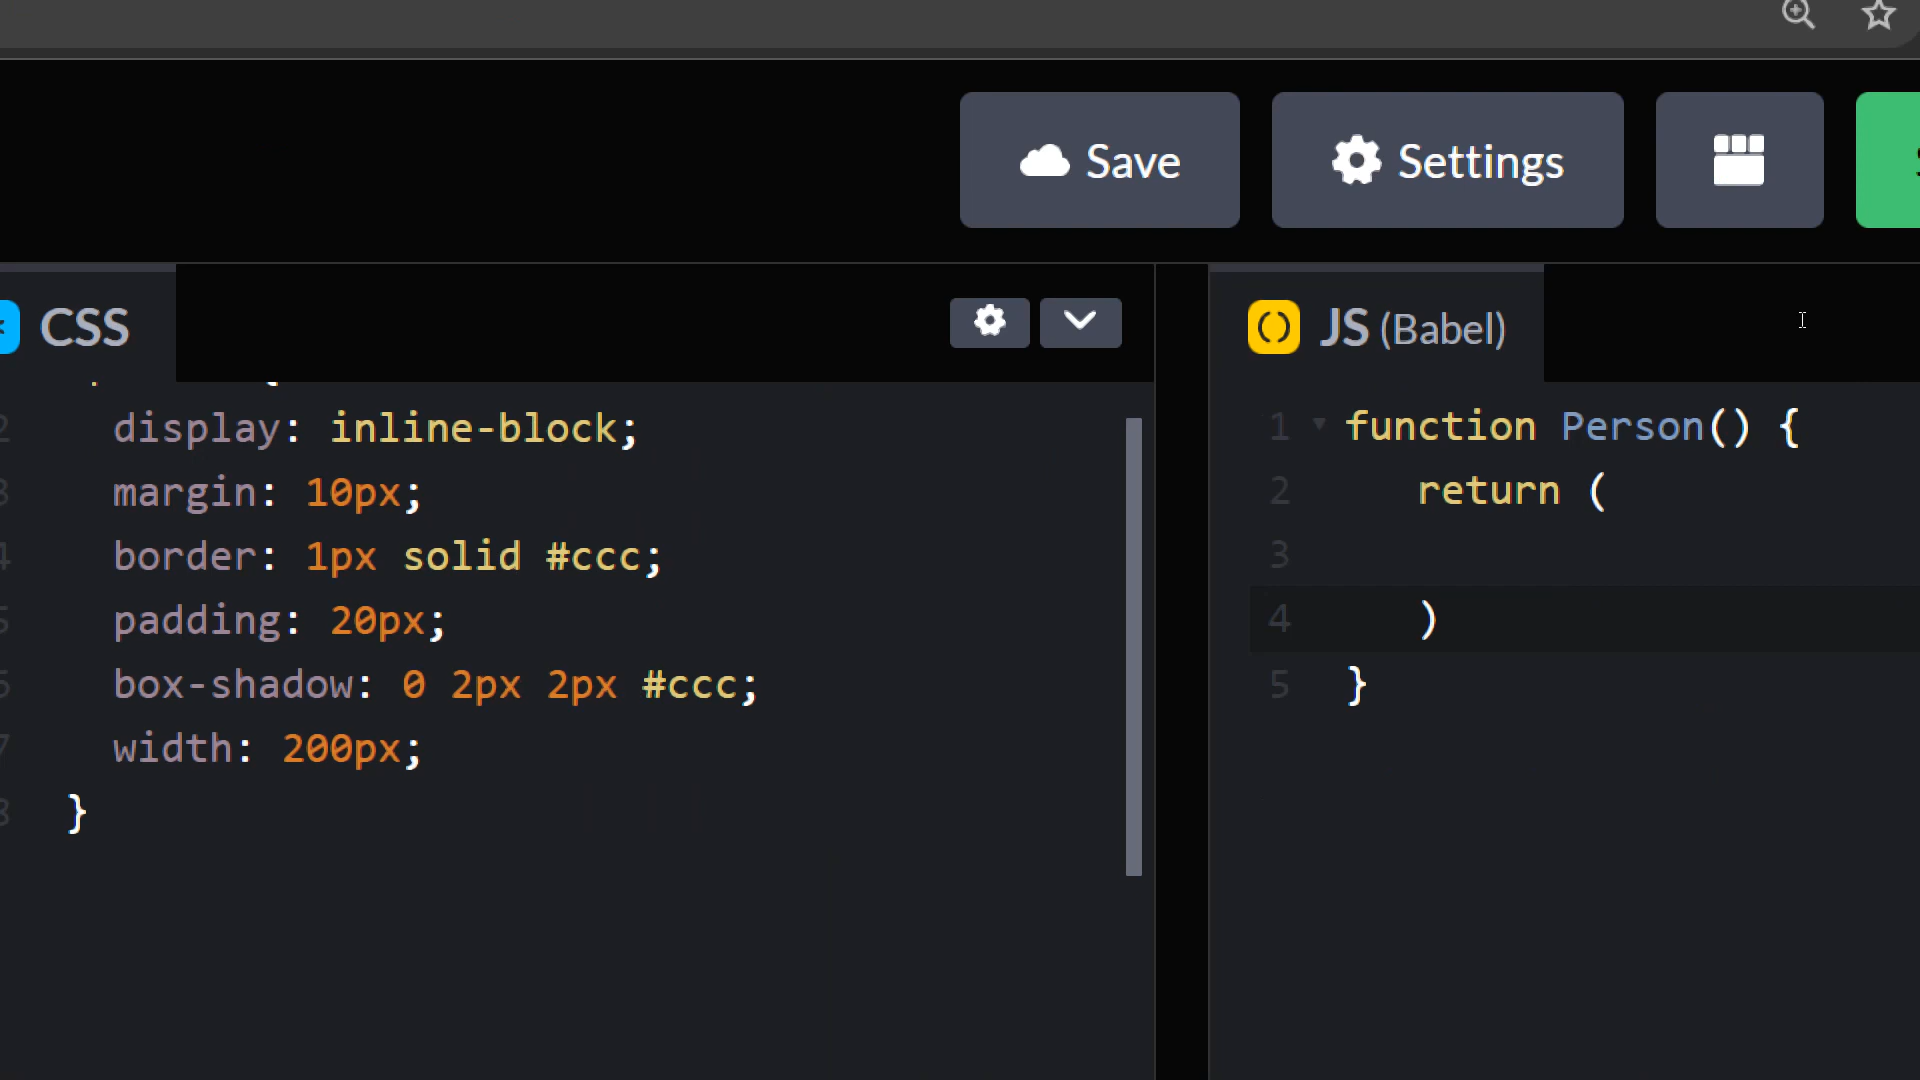 Save
Settings
CSS
JS (Babel)
display: inline-block;
margin: 10px;
border: 1px solid #ccc;
padding: 20px;
box-shadow: 0 2px 2px #ccc;
width: 200px;
}
1 function Person() {
2 return (
3
4 )
5 }